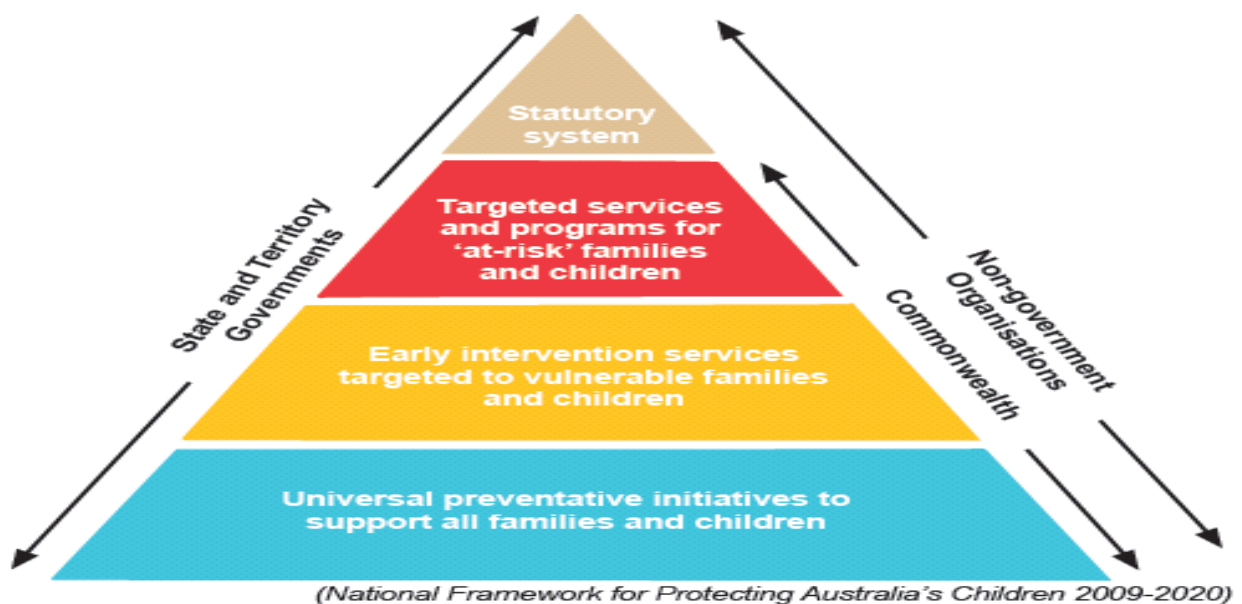 Statutory
system
Targeted services
and programs for
‘at-risk’ families
and children
Early intervention services
targeted to vulnerable families
and children
Universal preventative initiatives to
support all families and children
State and Territory
Governments
Non-government
Organisations
Commonwealth
(National Framework for Protecting Australia's Children 2009-2020)